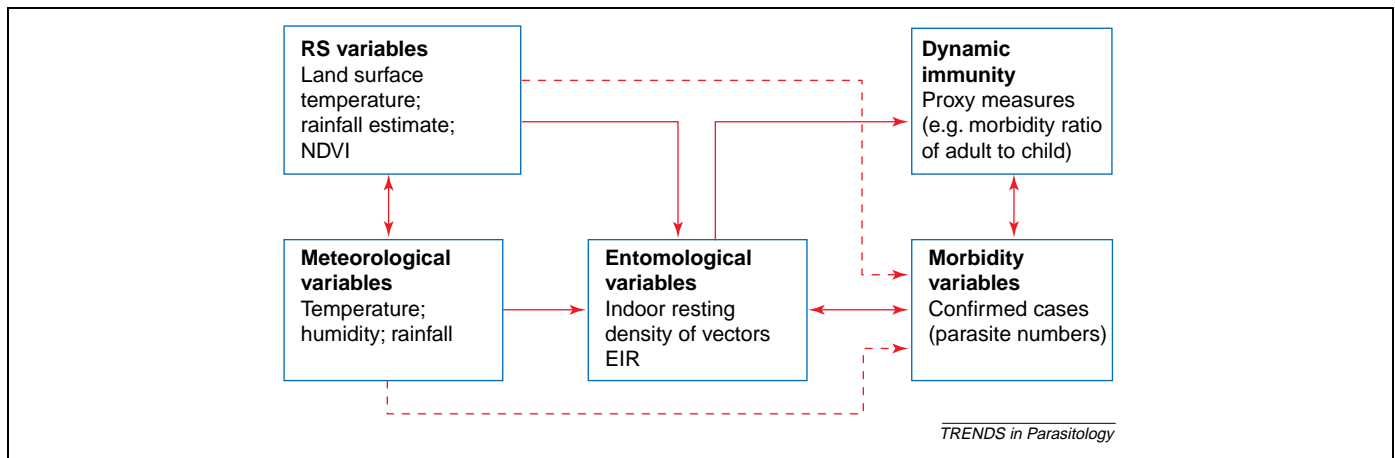 RS variables
Land surface
temperature;
rainfall estimate;
NDVI
Dynamic
immunity
Proxy measures
(e.g. morbidity ratio
of adult to child)
Meteorological
variables
Temperature;
humidity; rainfall
Entomological
variables
Indoor resting
density of vectors
EIR
Morbidity
variables
Confirmed cases
(parasite numbers)
TRENDS in Parasitology